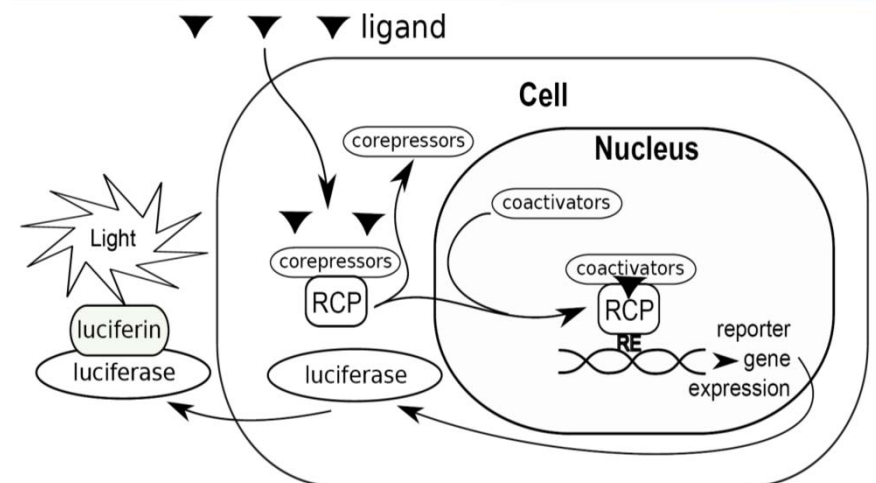 ligand
Cell
corepressors
Nucleus
coactivators
Light
corepressors
coactivators
RCP
RCP
luciferin
reporter
RE
gene
luciferase
luciferase
expression